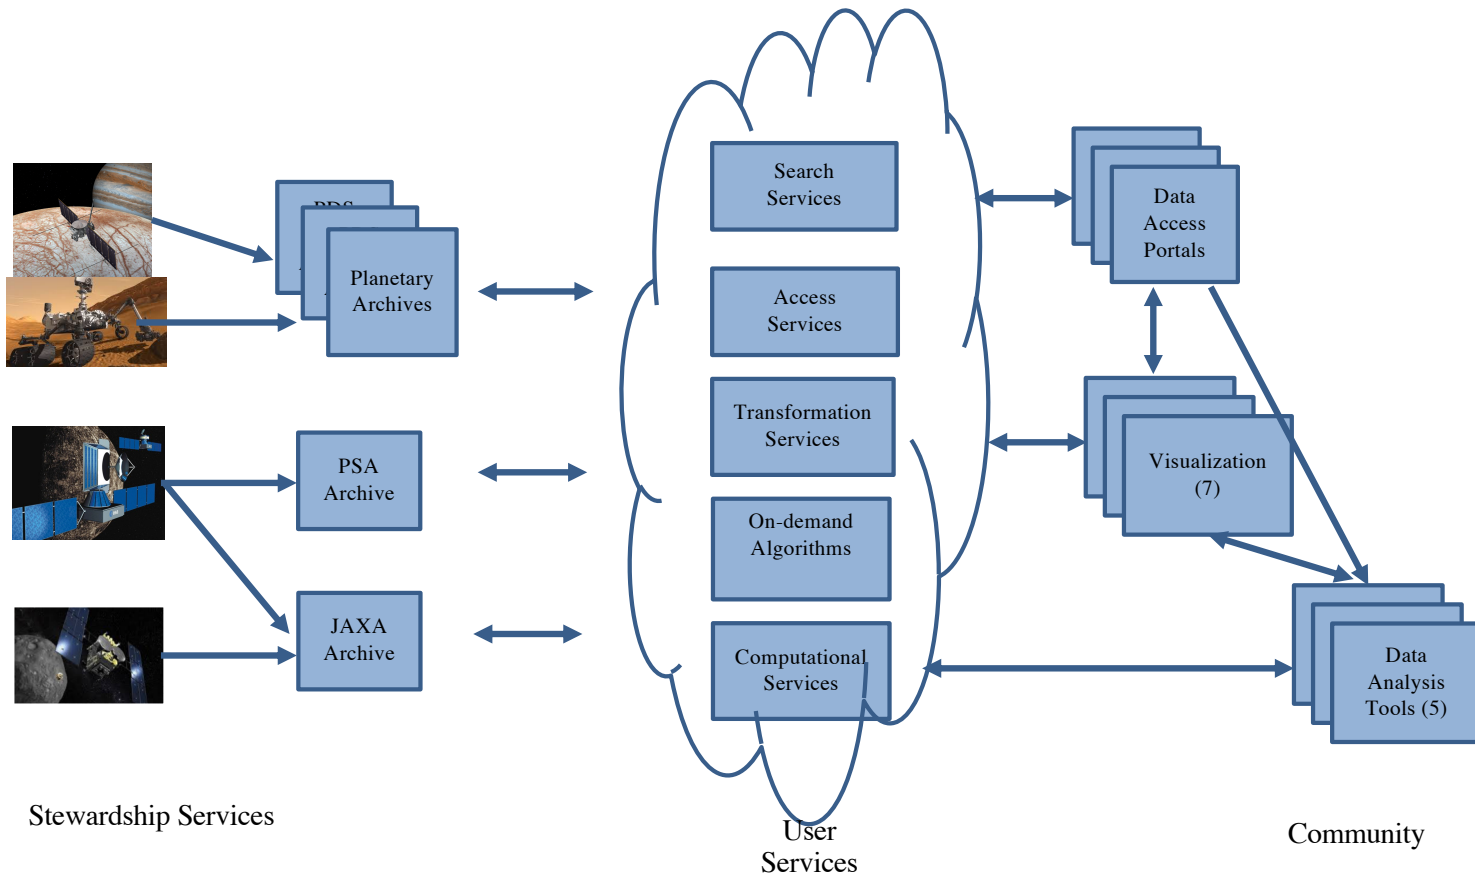 Search
Services
PDS
Planetary
Archives
Data
Access
Portals
Access
Services
Transformation
Services
Visualization
(7)
PSA
Archive
On-demand
Algorithms
JAXA
Archive
Computational
Services
Data
Analysis
Tools (5)
Stewardship Services
User
Services
Community